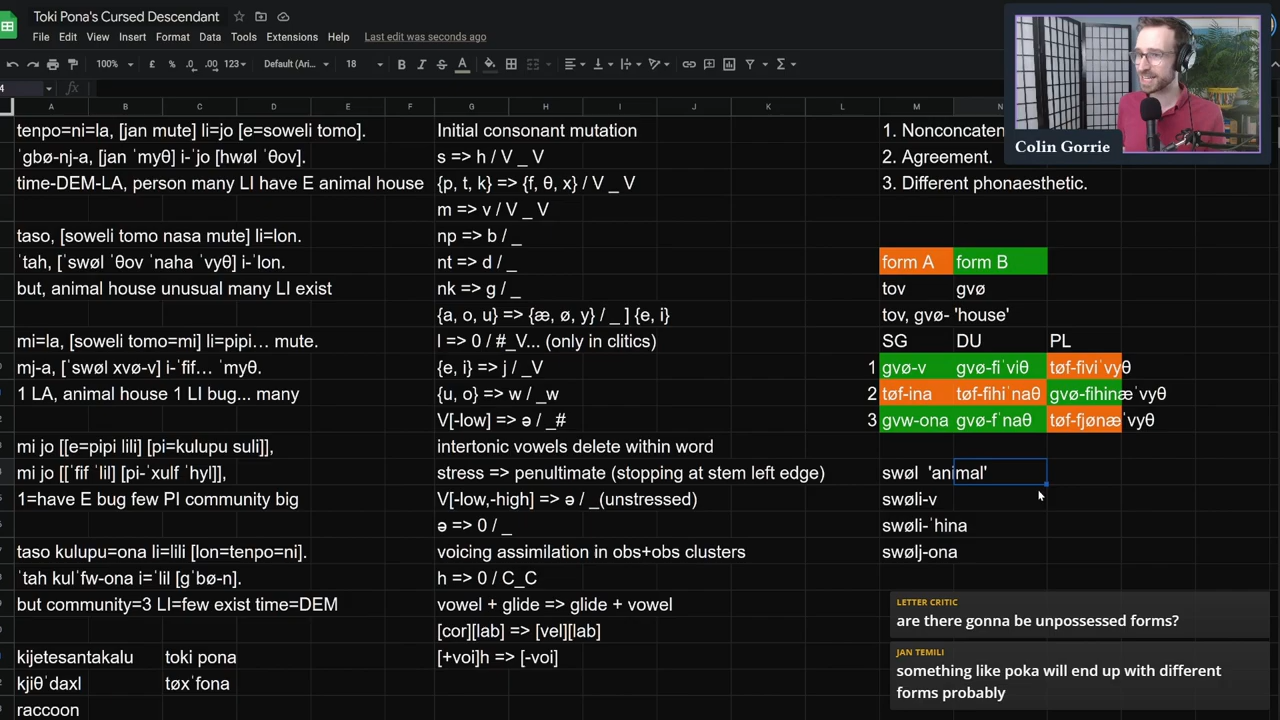 Toki Pona's Cursed Descendant
File Edit View Insert Format Data Tools Extensions Help Last edit was seconds ago
100% £ % .0 .00 123 Default (Ari... 18 B I S A
4 fx
A B C D E F G H I J K L M N
tenpo=ni=la, [jan mute] li=jo [e=soweli tomo]. Initial consonant mutation 1. Nonconcaten
ˈgbø-nj-a, [jan ˈmyθ] i-ˈjo [hwøl ˈθov]. s => h / V _ V 2. Agreement.
time-DEM-LA, person many LI have E animal house {p, t, k} => {f, θ, x} / V _ V 3. Different phonaesthetic.
m => v / V _ V
taso, [soweli tomo nasa mute] li=lon. np => b / _
ˈtah, [ˈswøl ˈθov ˈnaha ˈvyθ] i-ˈlon. nt => d / _ form A form B
but, animal house unusual many LI exist nk => g / _ tov gvø
{a, o, u} => {æ, ø, y} / _ ] {e, i} tov, gvø- 'house'
mi=la, [soweli tomo=mi] li=pipi… mute. l => 0 / #_V... (only in clitics) SG DU PL
mj-a, [ˈswøl xvø-v] i-ˈfif… ˈmyθ. {e, i} => j / _V 1 gvø-v gvø-fiˈviθ tøf-fiviˈvyθ
1 LA, animal house 1 LI bug... many {u, o} => w / _w 2 tøf-ina tøf-fihiˈnaθ gvø-fihinæˈvyθ
V[-low] => ə / _# 3 gvw-ona gvø-fˈnaθ tøf-fjønæˈvyθ
mi jo [[e=pipi lili] [pi=kulupu suli]], intertonic vowels delete within word
mi jo [[ˈfif ˈlil] [pi-ˈxulf ˈhyl]], stress => penultimate (stopping at stem left edge) swøl 'animal'
1=have E bug few PI community big V[-low,-high] => ə / _(unstressed) swøli-v
ə => 0 / _ swøli-ˈhina
taso kulupu=ona li=lili [lon=tenpo=ni]. voicing assimilation in obs+obs clusters swølj-ona
ˈtah kulˈfw-ona i=ˈlil [gˈbø-n]. h => 0 / C_C
but community=3 LI=few exist time=DEM vowel + glide => glide + vowel
[cor][lab] => [vel][lab]
kijetesantakalu toki pona [+voi]h => [-voi]
kjiθˈdaxl tøxˈfona
raccoon
Colin Gorrie
LETTER CRITIC
are there gonna be unpossessed forms?
JAN TEMILI
something like poka will end up with different
forms probably